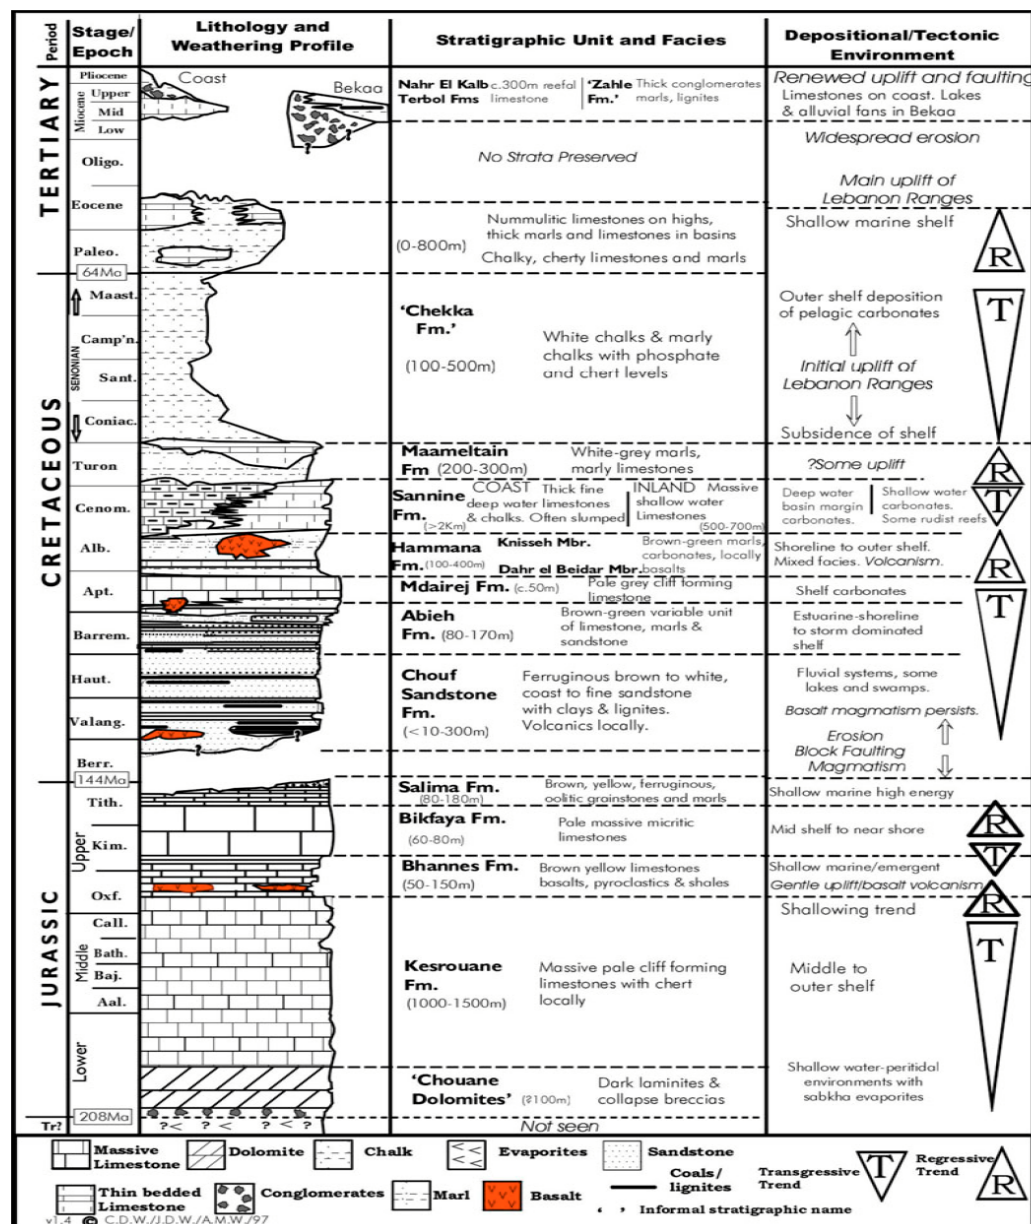 Period
Stage/
Epoch
Lithology and
Weathering Profile
Stratigraphic Unit and Facies
Depositional/Tectonic
Environment
TERTIARY
Pliocene
Miocene
Upper
Mid
Low
Oligo.
Eocene
Paleo.
64Ma
Coast
Bekaa
?
?
Nahr El Kalb
Terbol Fms
c.300m reefal
limestone
'Zahle
Fm.'
Thick conglomerates
marls, lignites
Renewed uplift and faulting
Limestones on coast. Lakes
& alluvial fans in Bekaa
No Strata Preserved
Widespread erosion
Main uplift of
Lebanon Ranges
(0-800m)
Nummulitic limestones on highs,
thick marls and limestones in basins
Chalky, cherty limestones and marls
Shallow marine shelf
R
CRETACEOUS
SENONIAN
Maast.
Camp'n.
Sant.
Coniac.
'Chekka
Fm.'
(100-500m)
White chalks & marly
chalks with phosphate
and chert levels
Outer shelf deposition
of pelagic carbonates
Initial uplift of
Lebanon Ranges
Subsidence of shelf
T
Turon
Maameltain
Fm (200-300m)
White-grey marls,
marly limestones
?Some uplift
R
Cenom.
Sannine
Fm.
(>2Km)
COAST Thick fine
deep water limestones
& chalks. Often slumped
INLAND Massive
shallow water
Limestones
(500-700m)
Deep water
basin margin
carbonates.
Shallow water
carbonates.
Some rudist reefs
T
Alb.
Hammana
Fm. (100-400m)
Knisseh Mbr.
Dahr el Beidar Mbr.
Brown-green marls,
carbonates, locally
basalts
Shoreline to outer shelf.
Mixed facies. Volcanism.
R
Apt.
Mdairej Fm. (c.50m)
Pale grey cliff forming
limestone
Shelf carbonates
T
Barrem.
Abieh
Fm. (80-170m)
Brown-green variable unit
of limestone, marls &
sandstone
Estuarine-shoreline
to storm dominated
shelf
Haut.
Valang.
Berr.
144Ma
?
?
Chouf
Sandstone
Fm.
(<10-300m)
Ferruginous brown to white,
coast to fine sandstone
with clays & lignites.
Volcanics locally.
Fluvial systems, some
lakes and swamps.
Basalt magmatism persists.
Erosion
Block Faulting
Magmatism
JURASSIC
Upper
Tith.
Kim.
Oxf.
Salima Fm.
(80-180m)
Brown, yellow, ferruginous,
oolitic grainstones and marls
Shallow marine high energy
Bikfaya Fm.
(60-80m)
Pale massive micritic
limestones
Mid shelf to near shore
R
Bhannes Fm.
(50-150m)
Brown yellow limestones
basalts, pyroclastics & shales
Shallow marine/emergent
Gentle uplift/basalt volcanism
T
R
Middle
Call.
Bath.
Baj.
Aal.
Lower
Kesrouane
Fm.
(1000-1500m)
Massive pale cliff forming
limestones with chert
locally
Shallowing trend
Middle to
outer shelf
T
'Chouane
Dolomites' (?100m)
Dark laminites &
collapse breccias
Shallow water-peritidal
environments with
sabkha evaporites
208Ma
Tr?
?< ? < ? < ?
Not seen
Massive
Limestone
Dolomite
Chalk
Evaporites
Sandstone
Coals/
lignites
Transgressive
Trend
T
Regressive
Trend
R
Thin bedded
Limestone
Conglomerates
Marl
Basalt
' ' Informal stratigraphic name
v1.4 © C.D.W./J.D.W./A.M.W./97